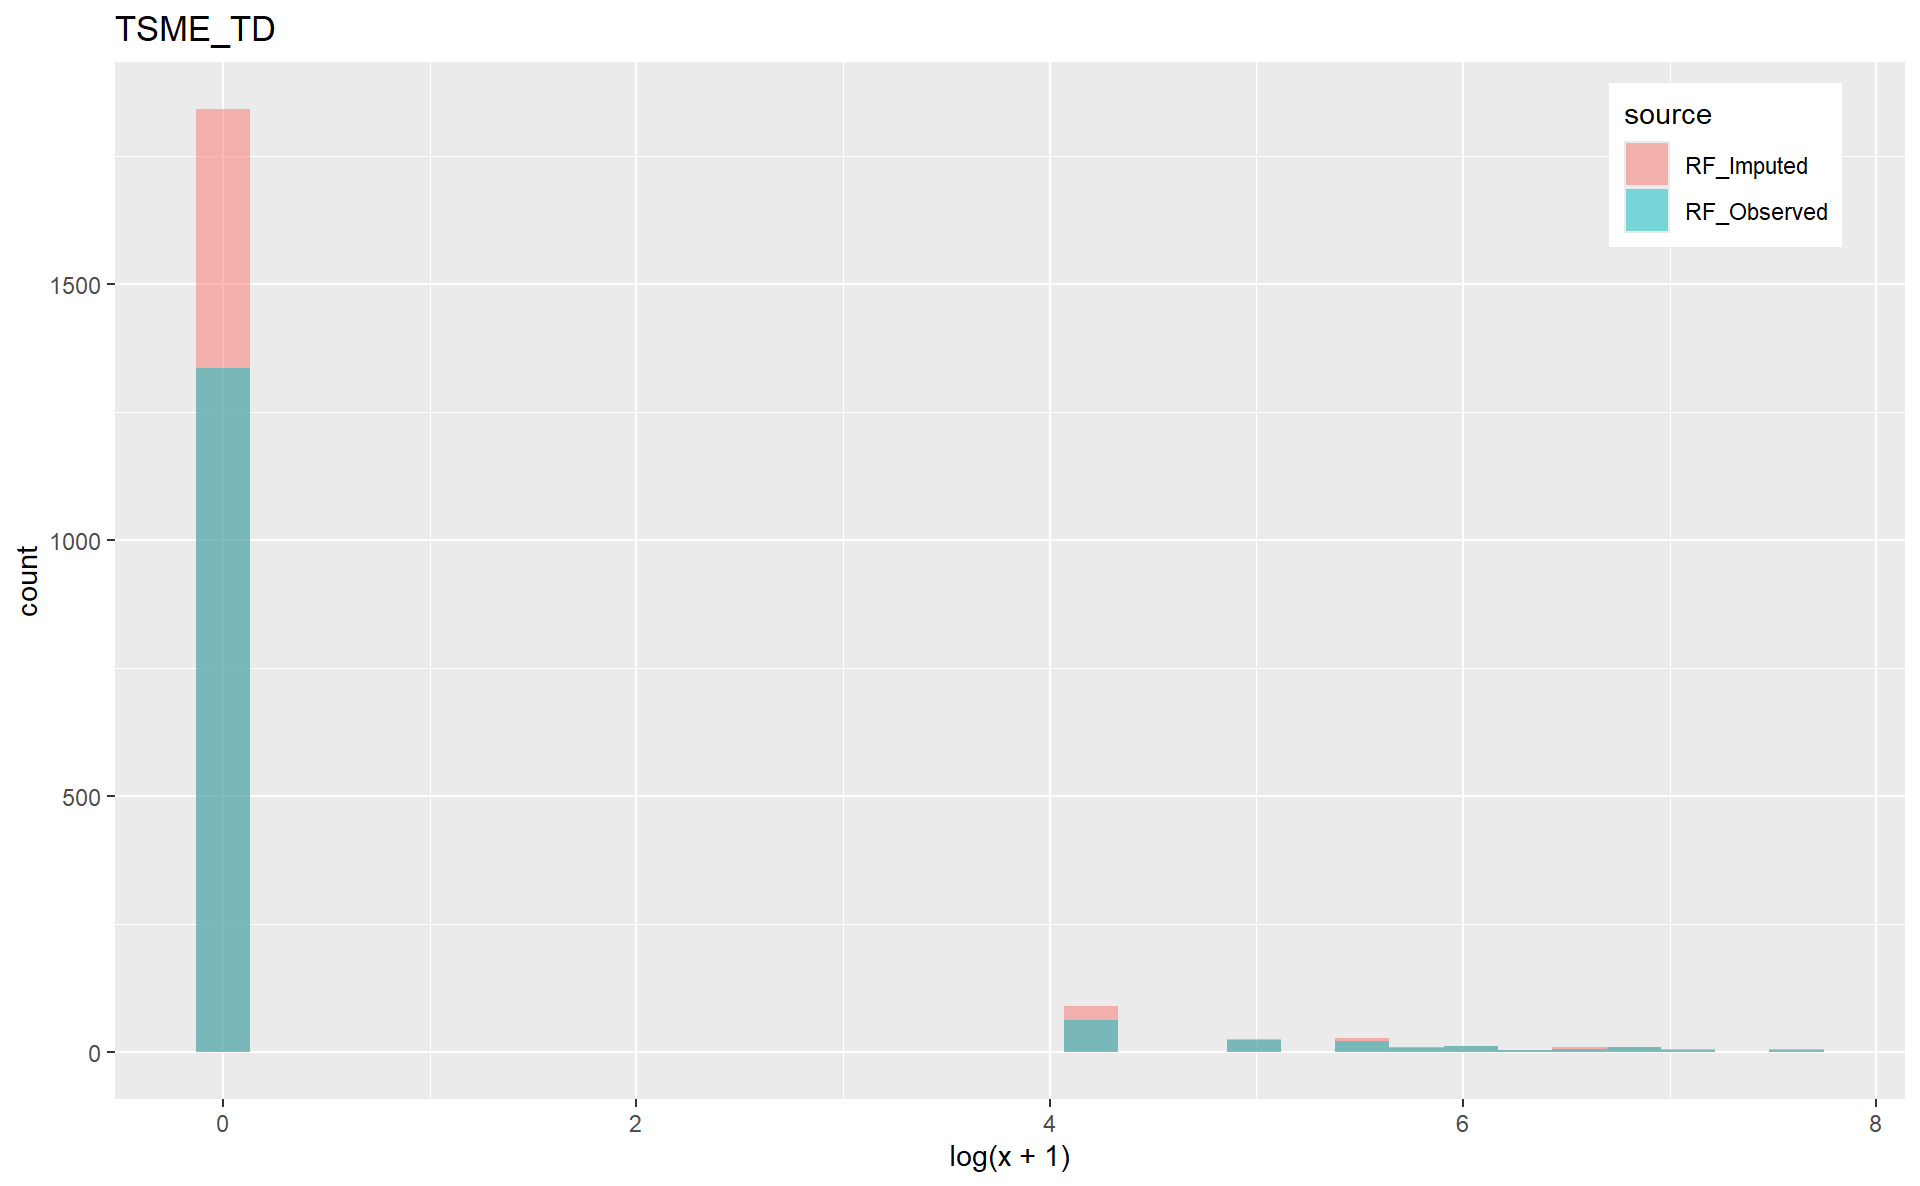 TSME_TD
source
RF_Imputed
RF_Observed
1500
1000
500
0
count
0 2 4 6 8
log(x + 1)